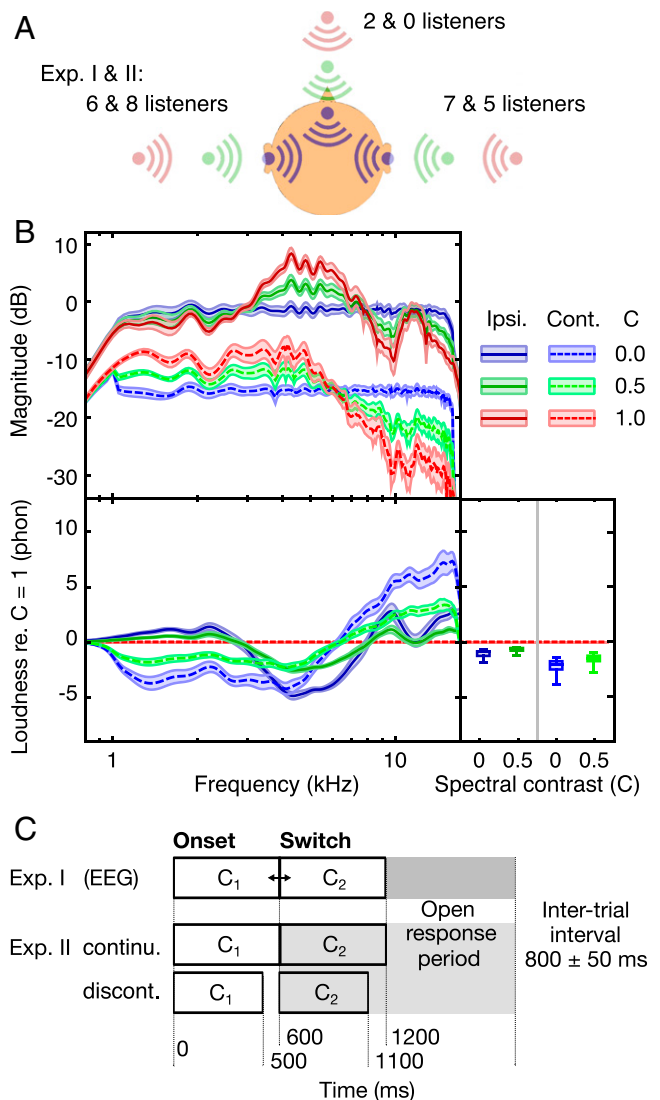 A
2 & 0 listeners
Exp. I & II:
6 & 8 listeners
7 & 5 listeners
B
Magnitude (dB)
10
0
-10
-20
-30
Ipsi. Cont. C
0.0
0.5
1.0
Loudness re. C = 1 (phon)
10
5
0
-5
1 10
Frequency (kHz)
0 0.5 0 0.5
Spectral contrast (C)
C
Onset Switch
Exp. I (EEG) C1 C2
Open response period
Inter-trial interval 800 ± 50 ms
Exp. II continu. C1 C2
discont. C1 C2
0 500 600 1100 1200
Time (ms)